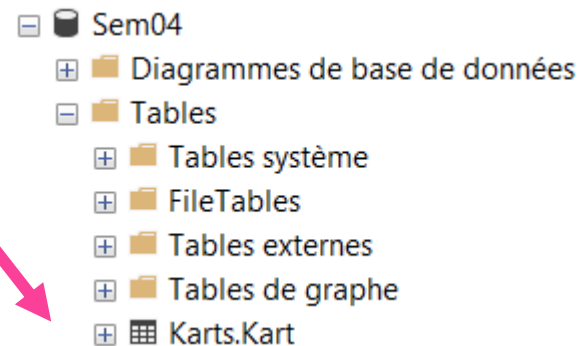 Sem04
Diagrammes de base de données
Tables
Tables système
FileTables
Tables externes
Tables de graphe
Karts.Kart